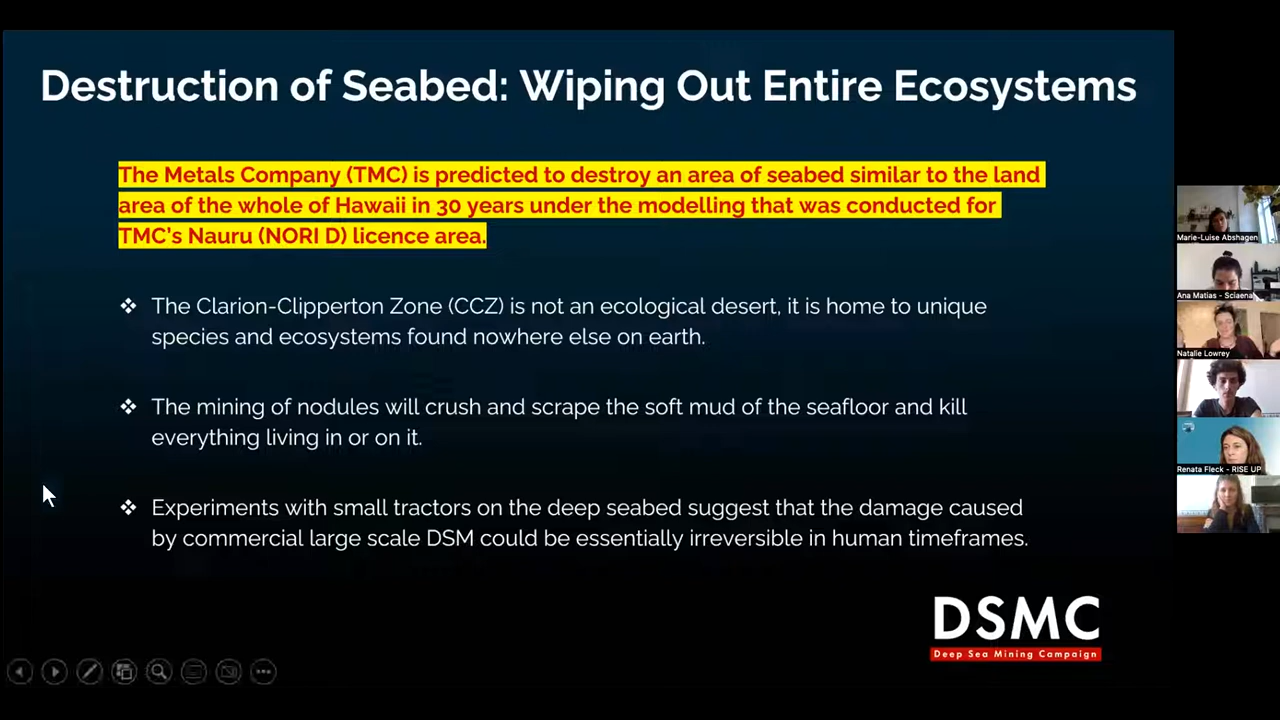 Destruction of Seabed: Wiping Out Entire Ecosystems
The Metals Company (TMC) is predicted to destroy an area of seabed similar to the land
area of the whole of Hawaii in 30 years under the modelling that was conducted for
TMC's Nauru (NORI D) licence area.
❖ The Clarion-Clipperton Zone (CCZ) is not an ecological desert, it is home to unique
species and ecosystems found nowhere else on earth.
❖ The mining of nodules will crush and scrape the soft mud of the seafloor and kill
everything living in or on it.
❖ Experiments with small tractors on the deep seabed suggest that the damage caused
by commercial large scale DSM could be essentially irreversible in human timeframes.
DSMC
Deep Sea Mining Campaign
Marie-Luise Abshagen
Ana Matias - Sciaena
Natalie Lowrey
Renata Fleck - RISE UP